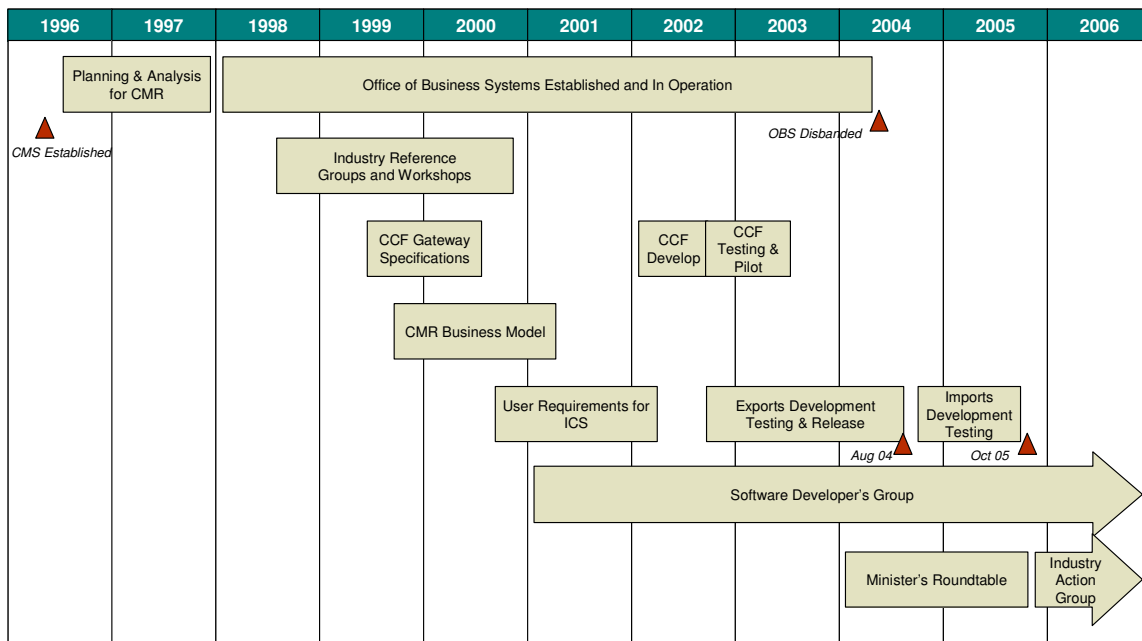 1996 1997 1998 1999 2000 2001 2002 2003 2004 2005 2006
Planning & Analysis
for CMR
Office of Business Systems Established and In Operation
CMS Established
OBS Disbanded
Industry Reference
Groups and Workshops
CCF Gateway
Specifications
CCF
Develop
CCF
Testing &
Pilot
CMR Business Model
User Requirements for
ICS
Exports Development
Testing & Release
Imports
Development
Testing
Aug 04
Oct 05
Software Developer's Group
Minister's Roundtable
Industry
Action
Group